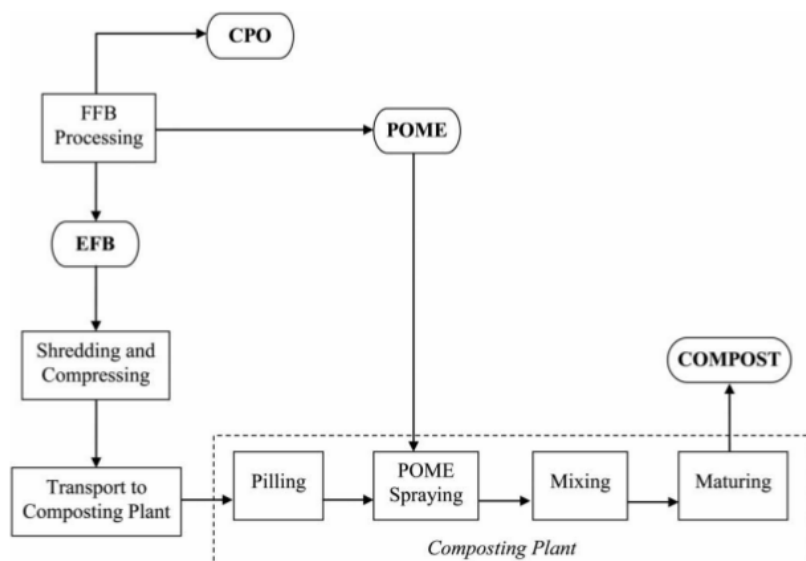 CPO
FFB
Processing
POME
EFB
Shredding and
Compressing
COMPOST
Transport to
Composting Plant
Pilling
POME
Spraying
Mixing
Maturing
Composting Plant